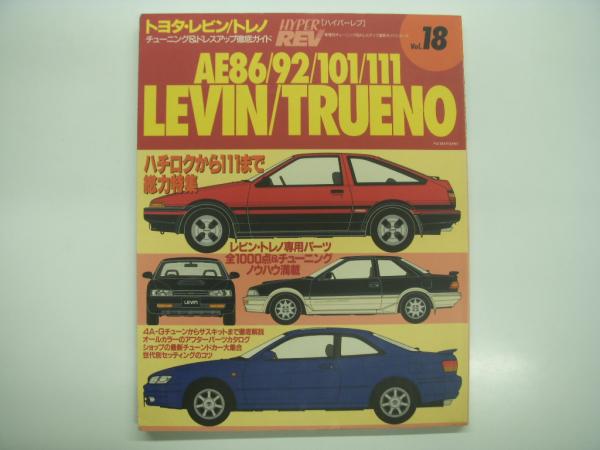 トヨタ・レビン/トレノ
チューニング&ドレスアップ徹底ガイド
HYPER REV
[ハイパーレブ]
Vol. 18
AE86/92/101/111
LEVIN/TRUENO
ハチロクから111まで
総力特集
レビン・トレノ専用パーツ
全1000点&チューニング
ノウハウ満載
LEVIN
4A-Gチューンからサスキットまで徹底解説
オールカラーのアフターパーツカタログ
ショップの最新チューンドカー大集合
世代別セッティングのコツ